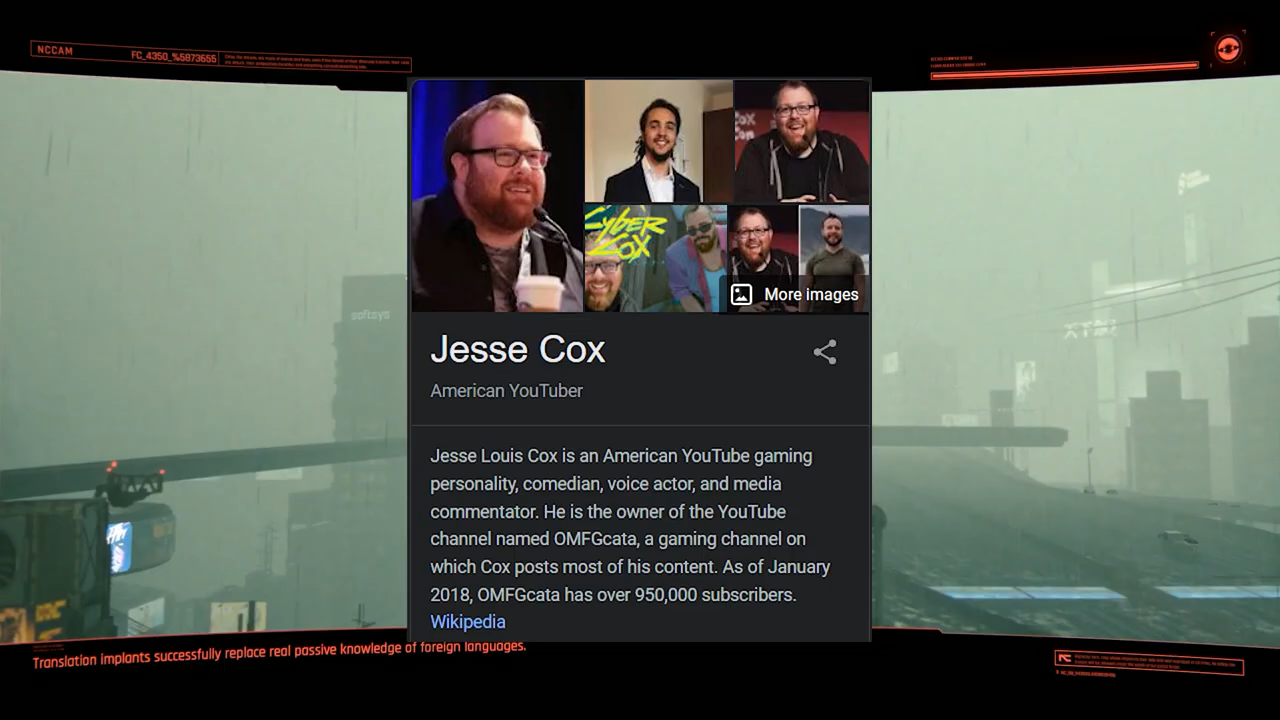 NCCAM
FC_4350_%5873655
softsys
COX
CON
CYBER
COX
More images
Jesse Cox
American YouTuber
Jesse Louis Cox is an American YouTube gaming
personality, comedian, voice actor, and media
commentator. He is the owner of the YouTube
channel named OMFGcata, a gaming channel on
which Cox posts most of his content. As of January
2018, OMFGcata has over 950,000 subscribers.
Wikipedia
Translation implants successfully replace real passive knowledge of foreign languages.